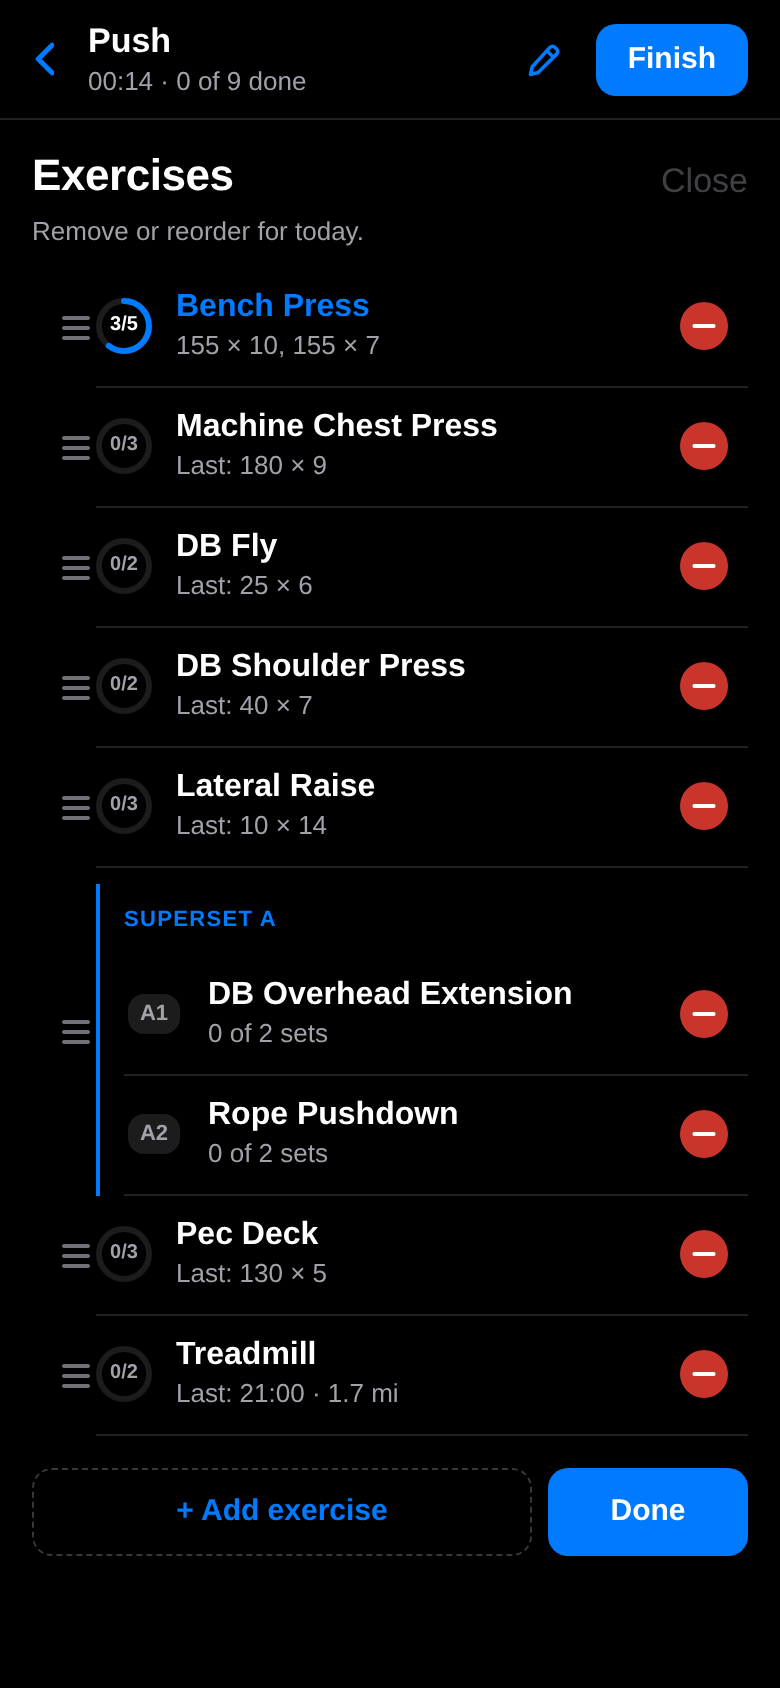 Push
00:14 · 0 of 9 done
Finish
Exercises
Close
Remove or reorder for today.
3/5
Bench Press
155 × 10, 155 × 7
0/3
Machine Chest Press
Last: 180 × 9
0/2
DB Fly
Last: 25 × 6
0/2
DB Shoulder Press
Last: 40 × 7
0/3
Lateral Raise
Last: 10 × 14
SUPERSET A
A1
DB Overhead Extension
0 of 2 sets
A2
Rope Pushdown
0 of 2 sets
0/3
Pec Deck
Last: 130 × 5
0/2
Treadmill
Last: 21:00 · 1.7 mi
+ Add exercise
Done